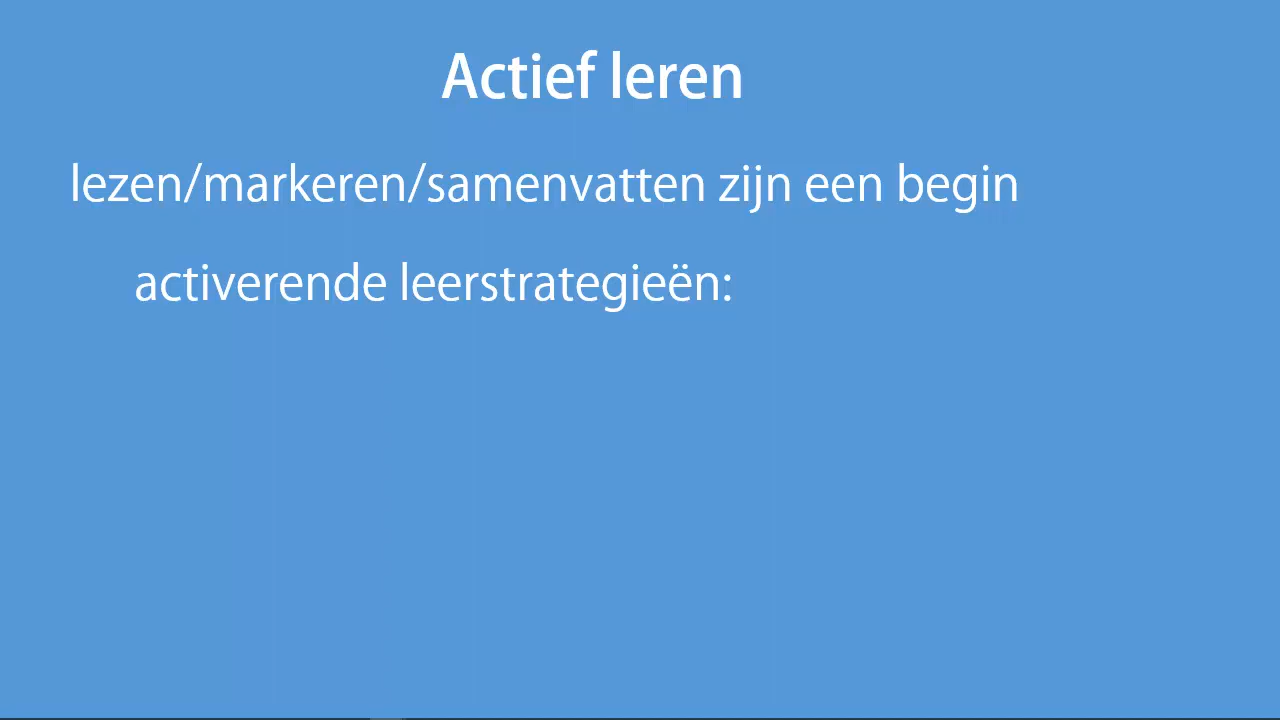 Actief leren
lezen/markeren/samenvatten zijn een begin
activerende leerstrategieën: